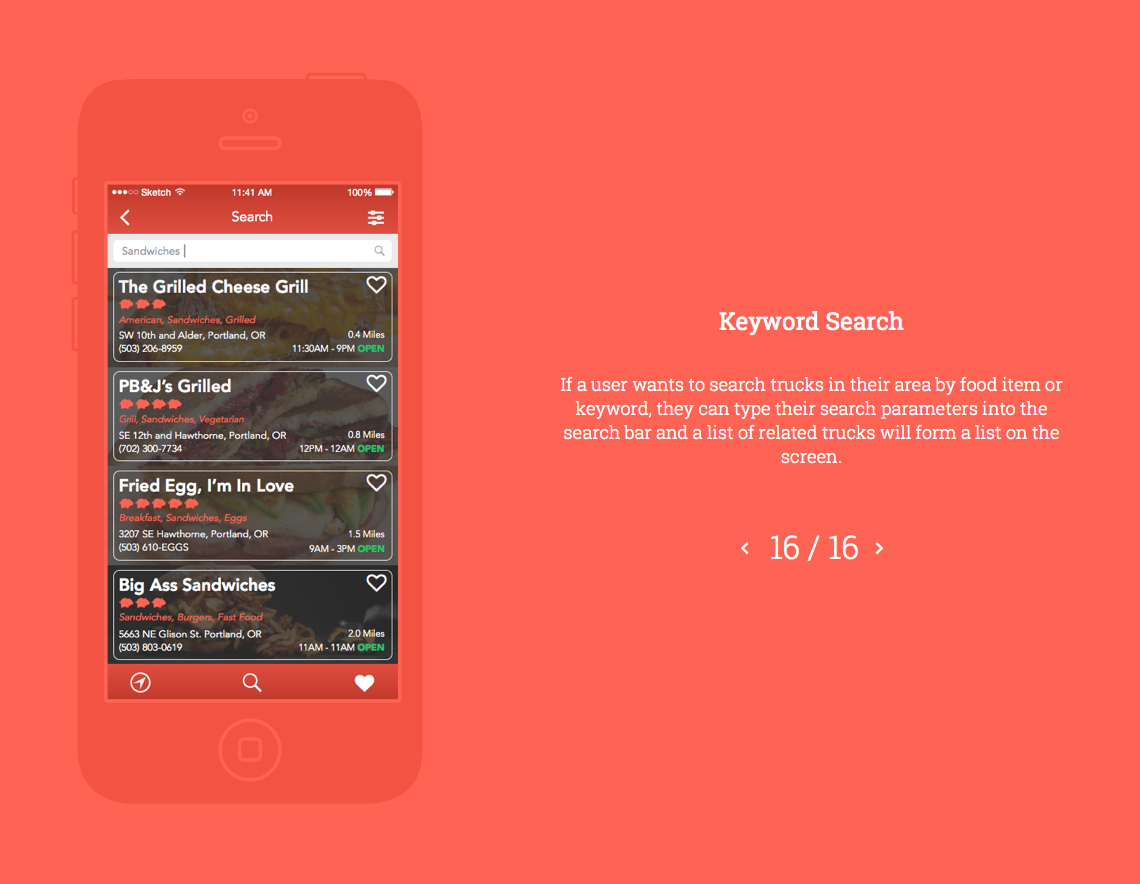 Sketch
11:41 AM
100%
Search
Sandwiches
The Grilled Cheese Grill
American, Sandwiches, Grilled
SW 10th and Alder, Portland, OR
0.4 Miles
(503) 206-8959
11:30AM - 9PM OPEN
PB&J's Grilled
Grill, Sandwiches, Vegetarian
SE 12th and Hawthorne, Portland, OR
0.8 Miles
(702) 300-7734
12PM - 12AM OPEN
Fried Egg, I'm In Love
Breakfast, Sandwiches, Eggs
3207 SE Hawthorne, Portland, OR
1.5 Miles
(503) 610-EGGS
9AM - 3PM OPEN
Big Ass Sandwiches
Sandwiches, Burgers, Fast Food
5663 NE Glison St. Portland, OR
2.0 Miles
(503) 803-0619
11AM - 11AM OPEN
Keyword Search
If a user wants to search trucks in their area by food item or
keyword, they can type their search parameters into the
search bar and a list of related trucks will form a list on the
screen.
‹ 16 / 16 ›